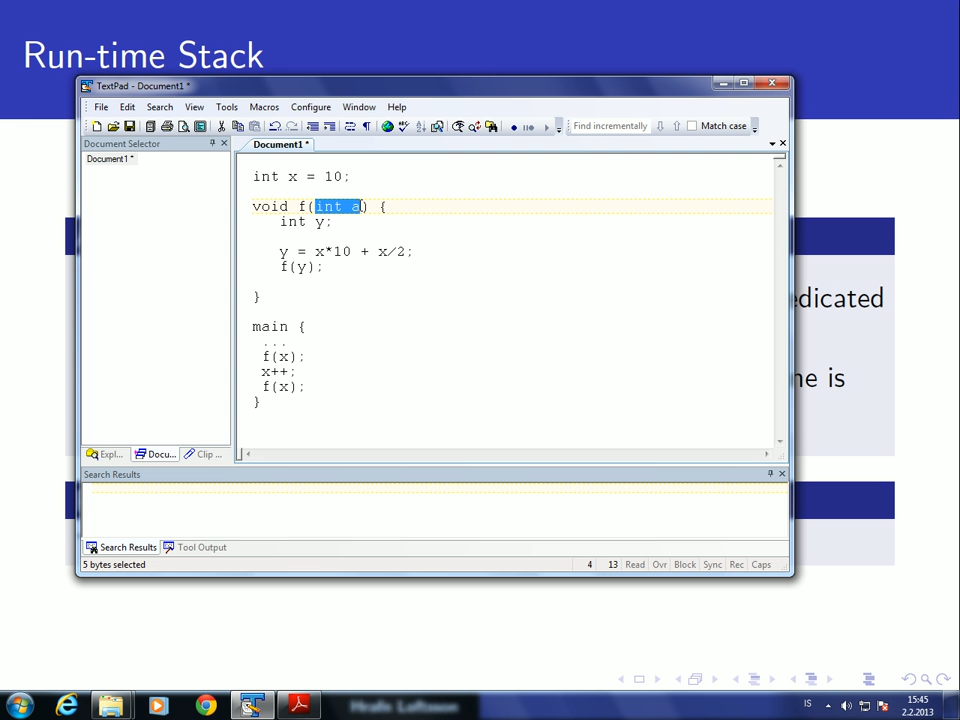 Run-time Stack
TextPad - Document1 *
File Edit Search View Tools Macros Configure Window Help
Find incrementally Match case
Document Selector
Document1 *
Document1 *
int x = 10;
void f(int a) {
int y;
y = x*10 + x/2;
f(y);
}
main {
...
f(x);
x++;
f(x);
}
edicated
ne is
Expl... Docu... Clip ...
Search Results
Search Results Tool Output
5 bytes selected 4 13 Read Ovr Block Sync Rec Caps
Hrafn Loftsson
IS 15:45
2.2.2013